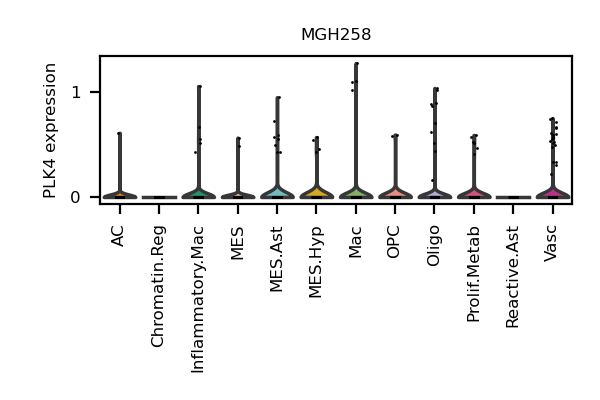 MGH258
PLK4 expression
1
0
AC
Chromatin.Reg
Inflammatory.Mac
MES
MES.Ast
MES.Hyp
Mac
OPC
Oligo
Prolif.Metab
Reactive.Ast
Vasc